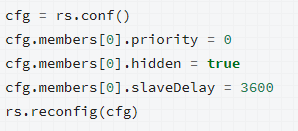 cfg = rs.conf()
cfg.members[0].priority = 0
cfg.members[0].hidden = true
cfg.members[0].slaveDelay = 3600
rs.reconfig(cfg)